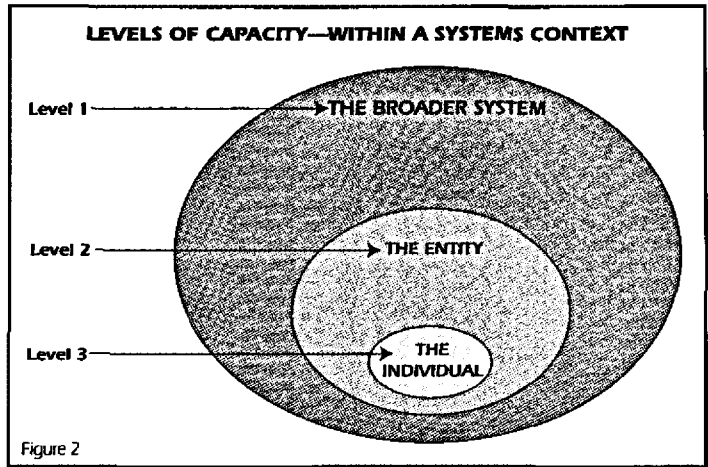 LEVELS OF CAPACITY—WITHIN A SYSTEMS CONTEXT
Level 1
THE BROADER SYSTEM
Level 2
THE ENTITY
Level 3
THE
INDIVIDUAL
Figure 2